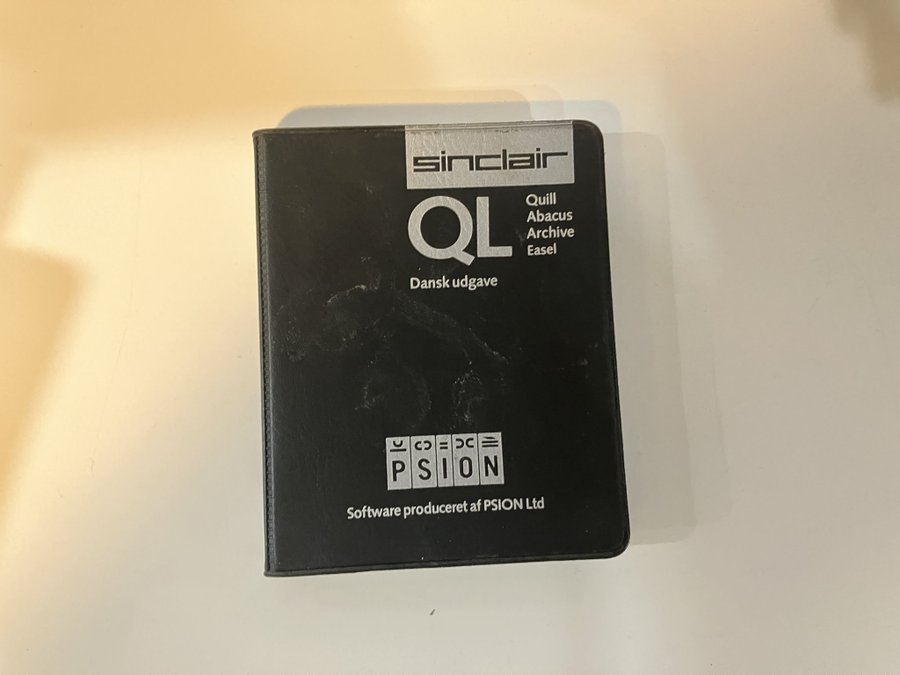 sinclair
QL
Quill
Abacus
Archive
Easel
Dansk udgave
PSION
Software produceret af PSION Ltd